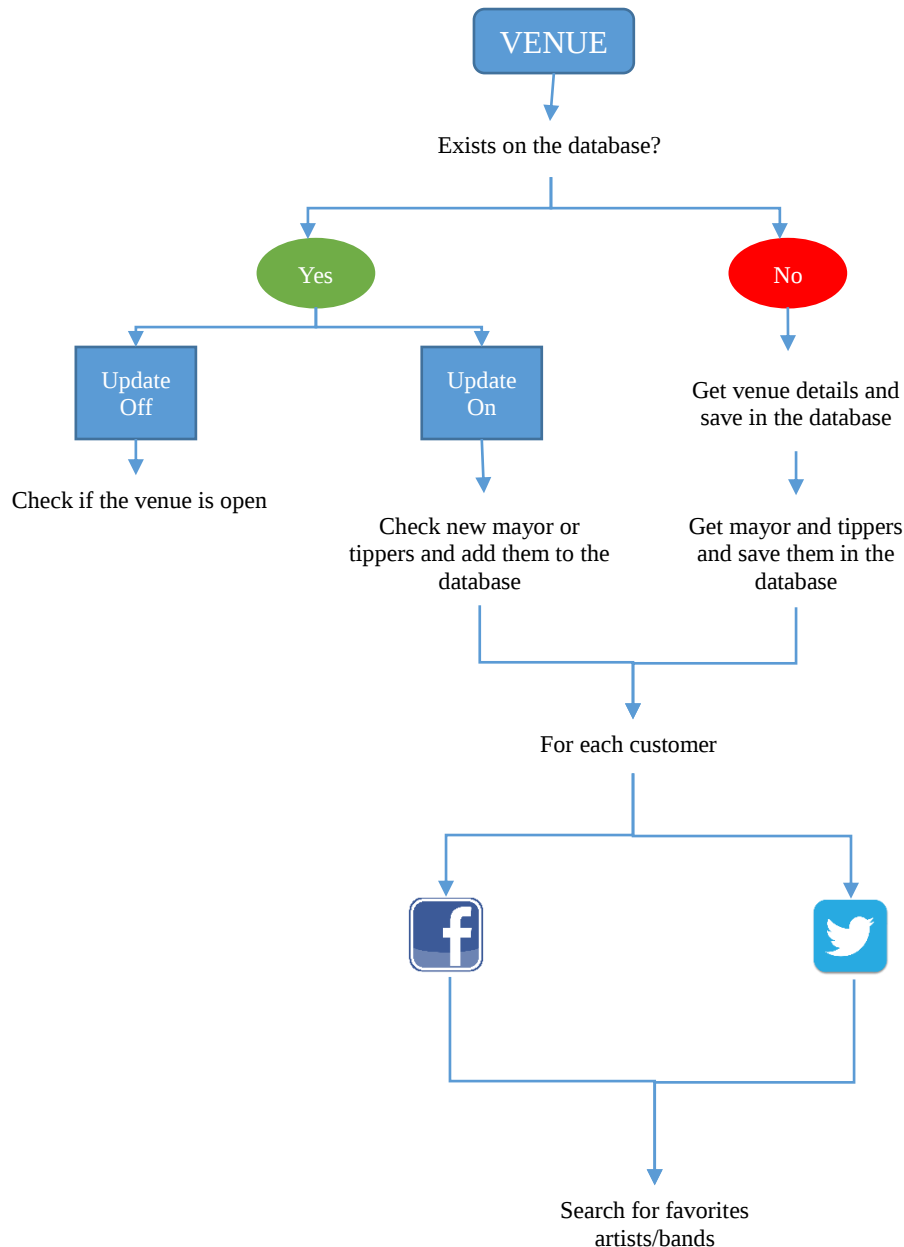 VENUE
Exists on the database?
Yes
No
Update
Off
Update
On
Get venue details and
save in the database
Check if the venue is open
Check new mayor or
tippers and add them to the
database
Get mayor and tippers
and save them in the
database
For each customer
f
Search for favorites
artists/bands